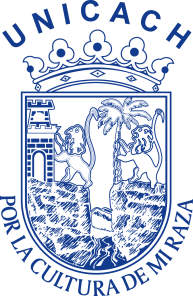 UNICACH
POR LA CULTURA DE MI RAZA